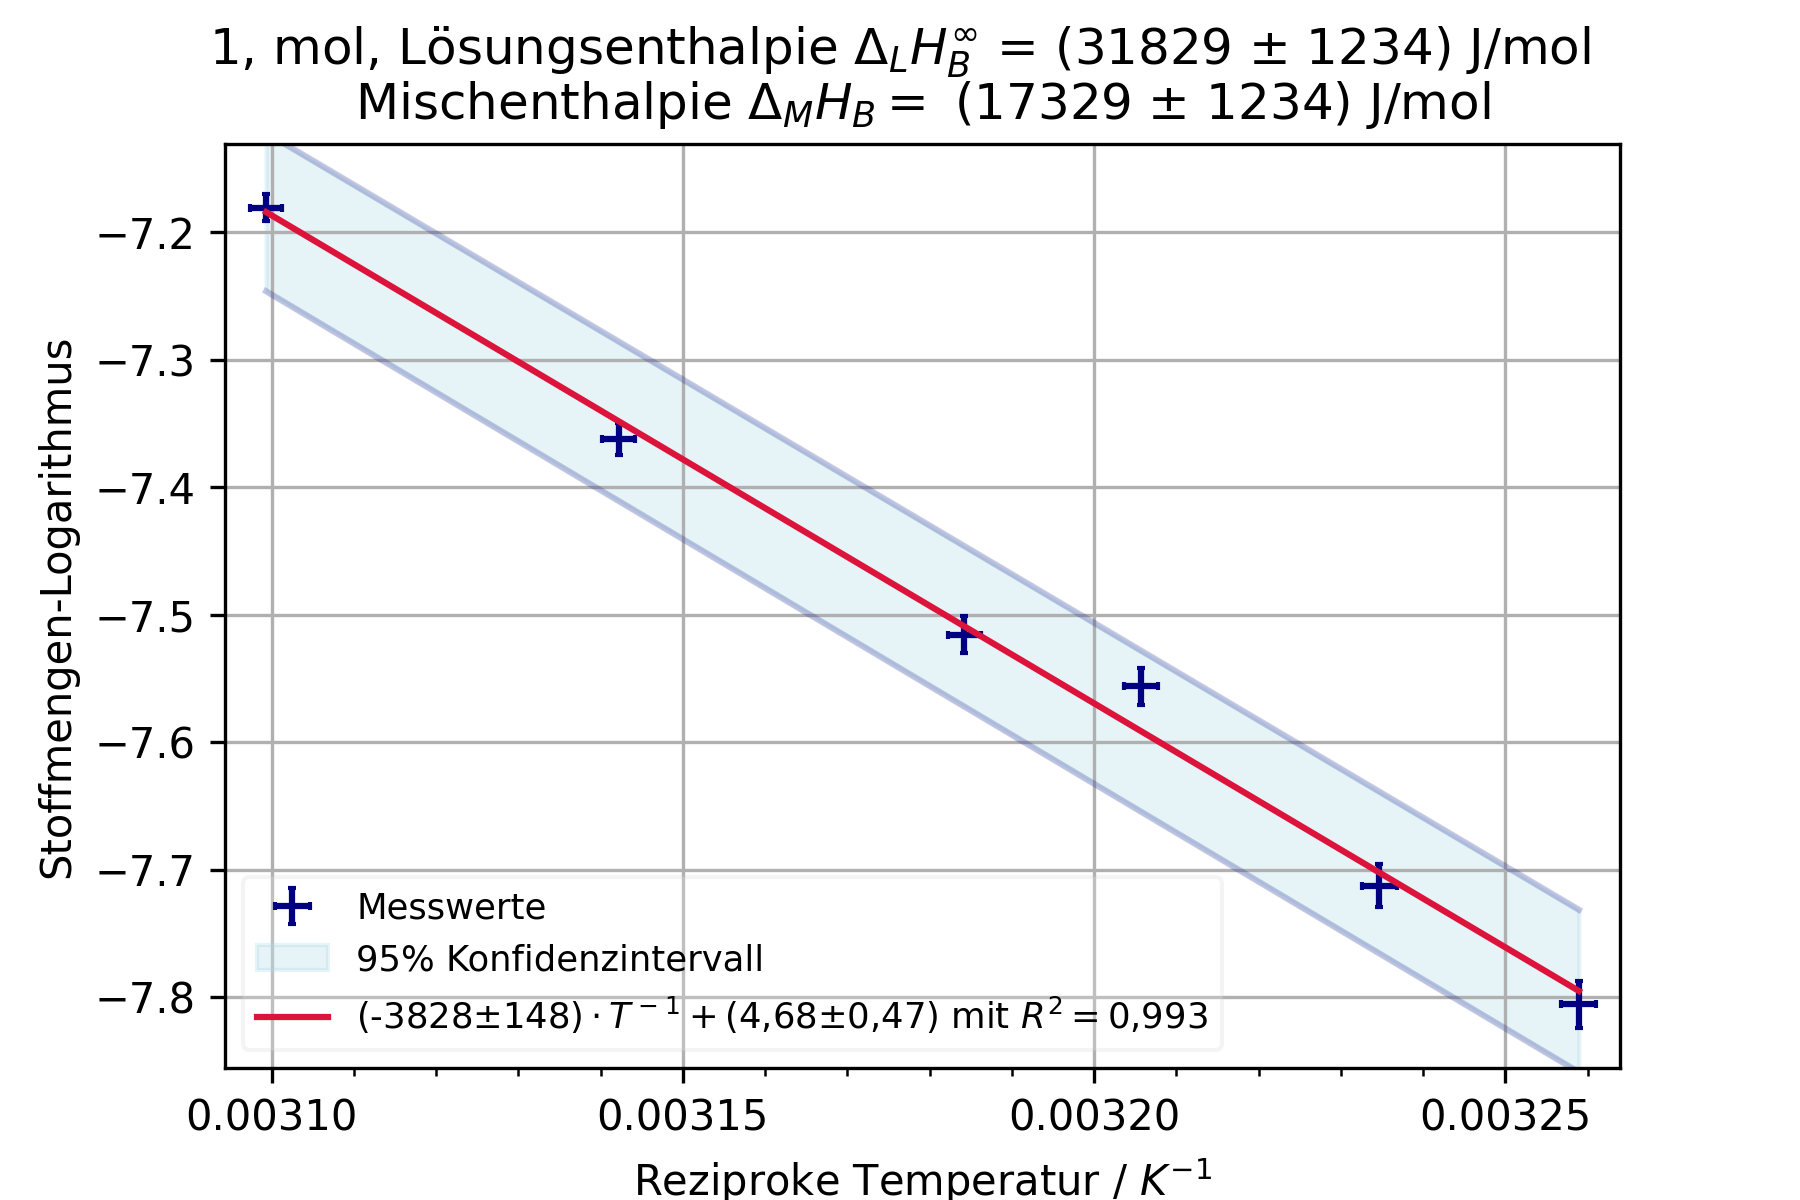 1, mol, Lösungsenthalpie Δ_L H_B^∞ = (31829 ± 1234) J/mol
Mischenthalpie Δ_M H_B = (17329 ± 1234) J/mol
−7.2
−7.3
−7.4
−7.5
−7.6
−7.7
−7.8
Stoffmengen-Logarithmus
Messwerte
95% Konfidenzintervall
(-3828±148) · T^−1 + (4,68±0,47) mit R^2 = 0,993
0.00310 0.00315 0.00320 0.00325
Reziproke Temperatur / K^−1